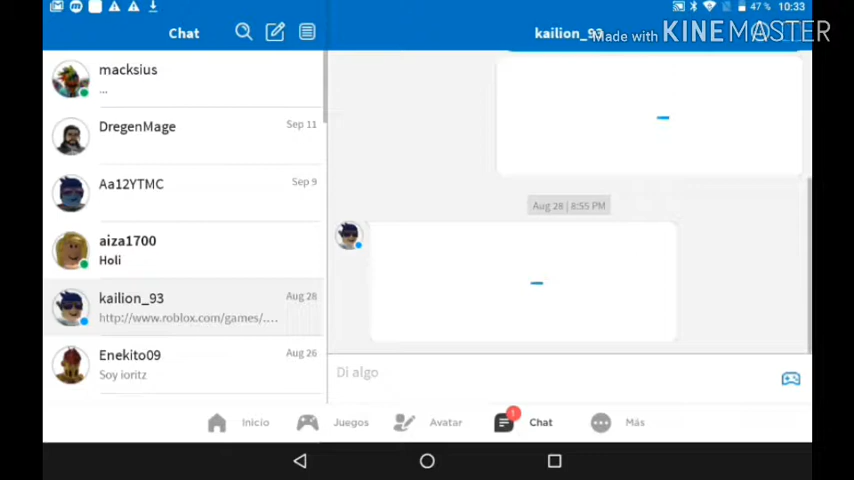 47 % 10:33
Chat
kailion_93
Made with KINEMASTER
macksius
...
DregenMage
Sep 11
Aa12YTMC
Sep 9
aiza1700
Holi
kailion_93
Aug 28
http://www.roblox.com/games/....
Enekito09
Aug 26
Soy ioritz
Aug 28 | 8:55 PM
Di algo
Inicio
Juegos
Avatar
1
Chat
Más